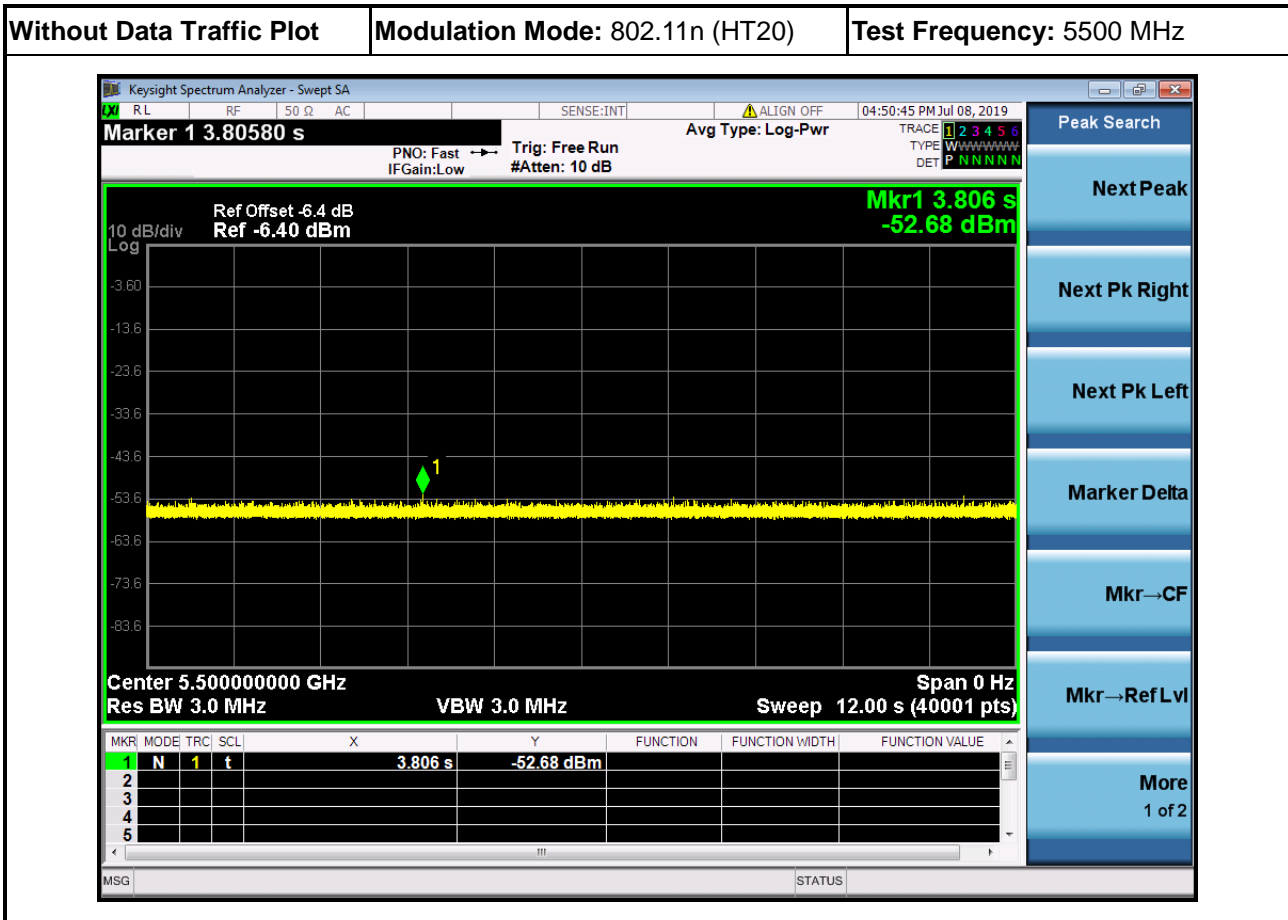 Without Data Traffic Plot Modulation Mode: 802.11n (HT20) Test Frequency: 5500 MHz
Keysight Spectrum Analyzer - Swept SA
LXI RL RF 50 Ω AC SENSE:INT ALIGN OFF 04:50:45 PM Jul 08, 2019
Marker 1 3.80580 s
PNO: Fast
IFGain:Low
Trig: Free Run
#Atten: 10 dB
Avg Type: Log-Pwr
TRACE 1 2 3 4 5 6
TYPE WWWWWW
DET P N N N N N
Peak Search
Next Peak
Next Pk Right
Next Pk Left
Marker Delta
Mkr→CF
Mkr→Ref Lvl
More
1 of 2
Mkr1 3.806 s
-52.68 dBm
Ref Offset -6.4 dB
10 dB/div Ref -6.40 dBm
Log
-3.60
-13.6
-23.6
-33.6
-43.6
1
-53.6
-63.6
-73.6
-83.6
Center 5.500000000 GHz Span 0 Hz
Res BW 3.0 MHz VBW 3.0 MHz Sweep 12.00 s (40001 pts)
MKR MODE TRC SCL X Y FUNCTION FUNCTION WIDTH FUNCTION VALUE
1 N 1 t 3.806 s -52.68 dBm
2
3
4
5
MSG STATUS